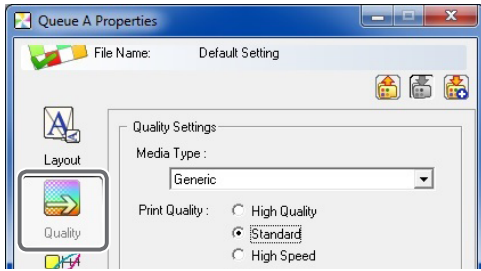 Queue A Properties
File Name: Default Setting
Layout
Quality
Quality Settings
Media Type :
Generic
Print Quality : High Quality
Standard
High Speed